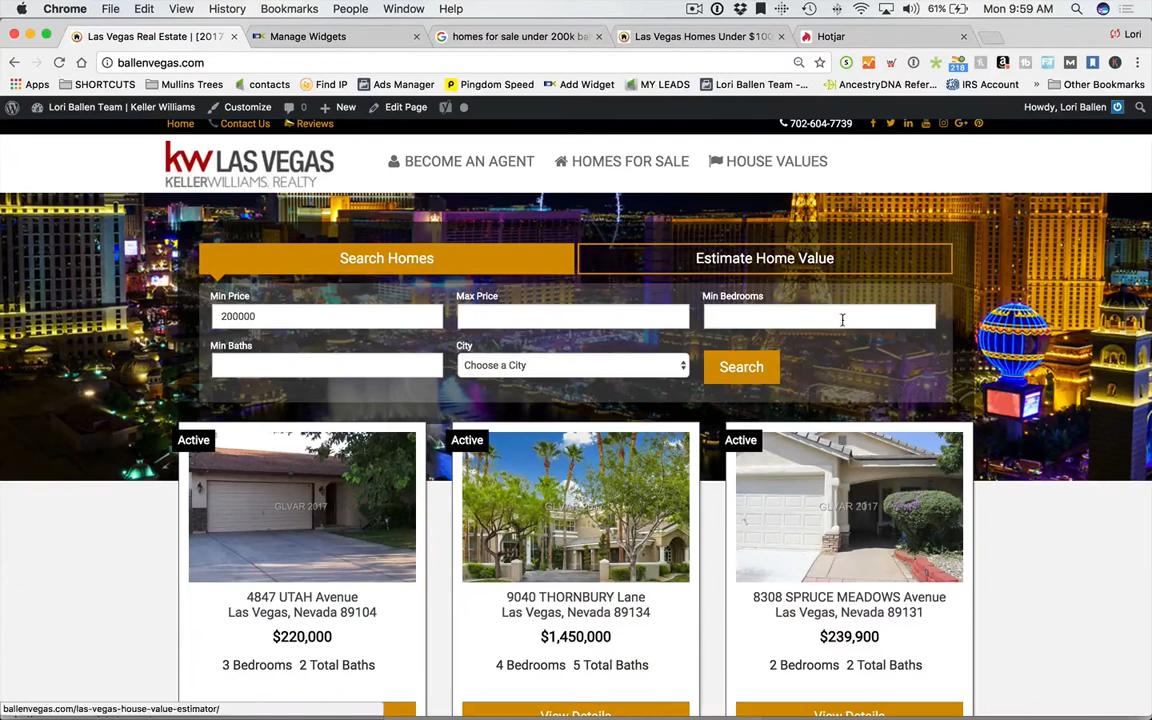 Chrome File Edit View History Bookmarks People Window Help 61% Mon 9:59 AM
Las Vegas Real Estate | [2017 Manage Widgets homes for sale under 200k ba Las Vegas Homes Under $100 Hotjar Lori
ballenvegas.com 218
Apps SHORTCUTS Mullins Trees contacts Find IP Ads Manager Pingdom Speed Add Widget MY LEADS Lori Ballen Team -... AncestryDNA Refer... IRS Account Other Bookmarks
Lori Ballen Team | Keller Williams Customize 0 New Edit Page Howdy, Lori Ballen
Home Contact Us Reviews 702-604-7739
kw LAS VEGAS
KELLERWILLIAMS. REALTY
BECOME AN AGENT HOMES FOR SALE HOUSE VALUES
Search Homes Estimate Home Value
Min Price Max Price Min Bedrooms
200000
Min Baths City
Choose a City Search
Active Active Active
GLVAR 2017 GLVAR 2017 GLVAR 2017
4847 UTAH Avenue 9040 THORNBURY Lane 8308 SPRUCE MEADOWS Avenue
Las Vegas, Nevada 89104 Las Vegas, Nevada 89134 Las Vegas, Nevada 89131
$220,000 $1,450,000 $239,900
3 Bedrooms 2 Total Baths 4 Bedrooms 5 Total Baths 2 Bedrooms 2 Total Baths
View Details View Details
ballenvegas.com/las-vegas-house-value-estimator/